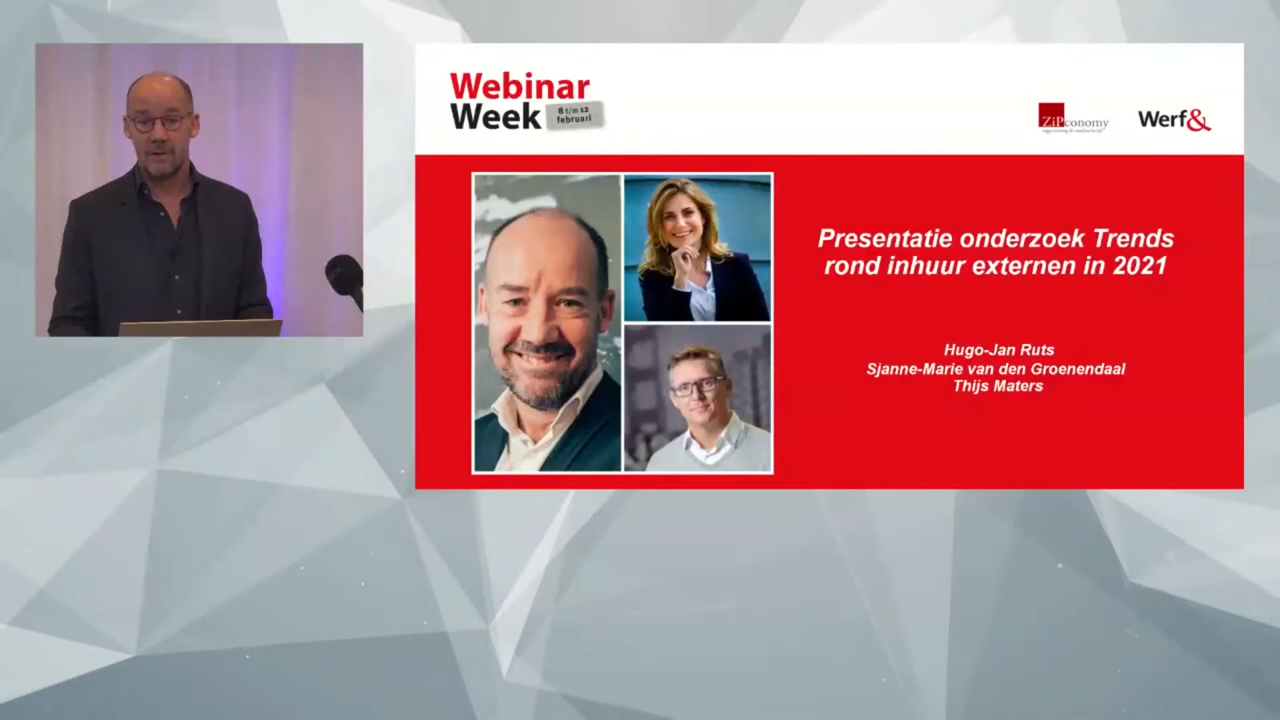 Webinar
Week
8 t/m 12
februari
ZiPconomy
Werf&
Presentatie onderzoek Trends
rond inhuur externen in 2021
Hugo-Jan Ruts
Sjanne-Marie van den Groenendaal
Thijs Maters